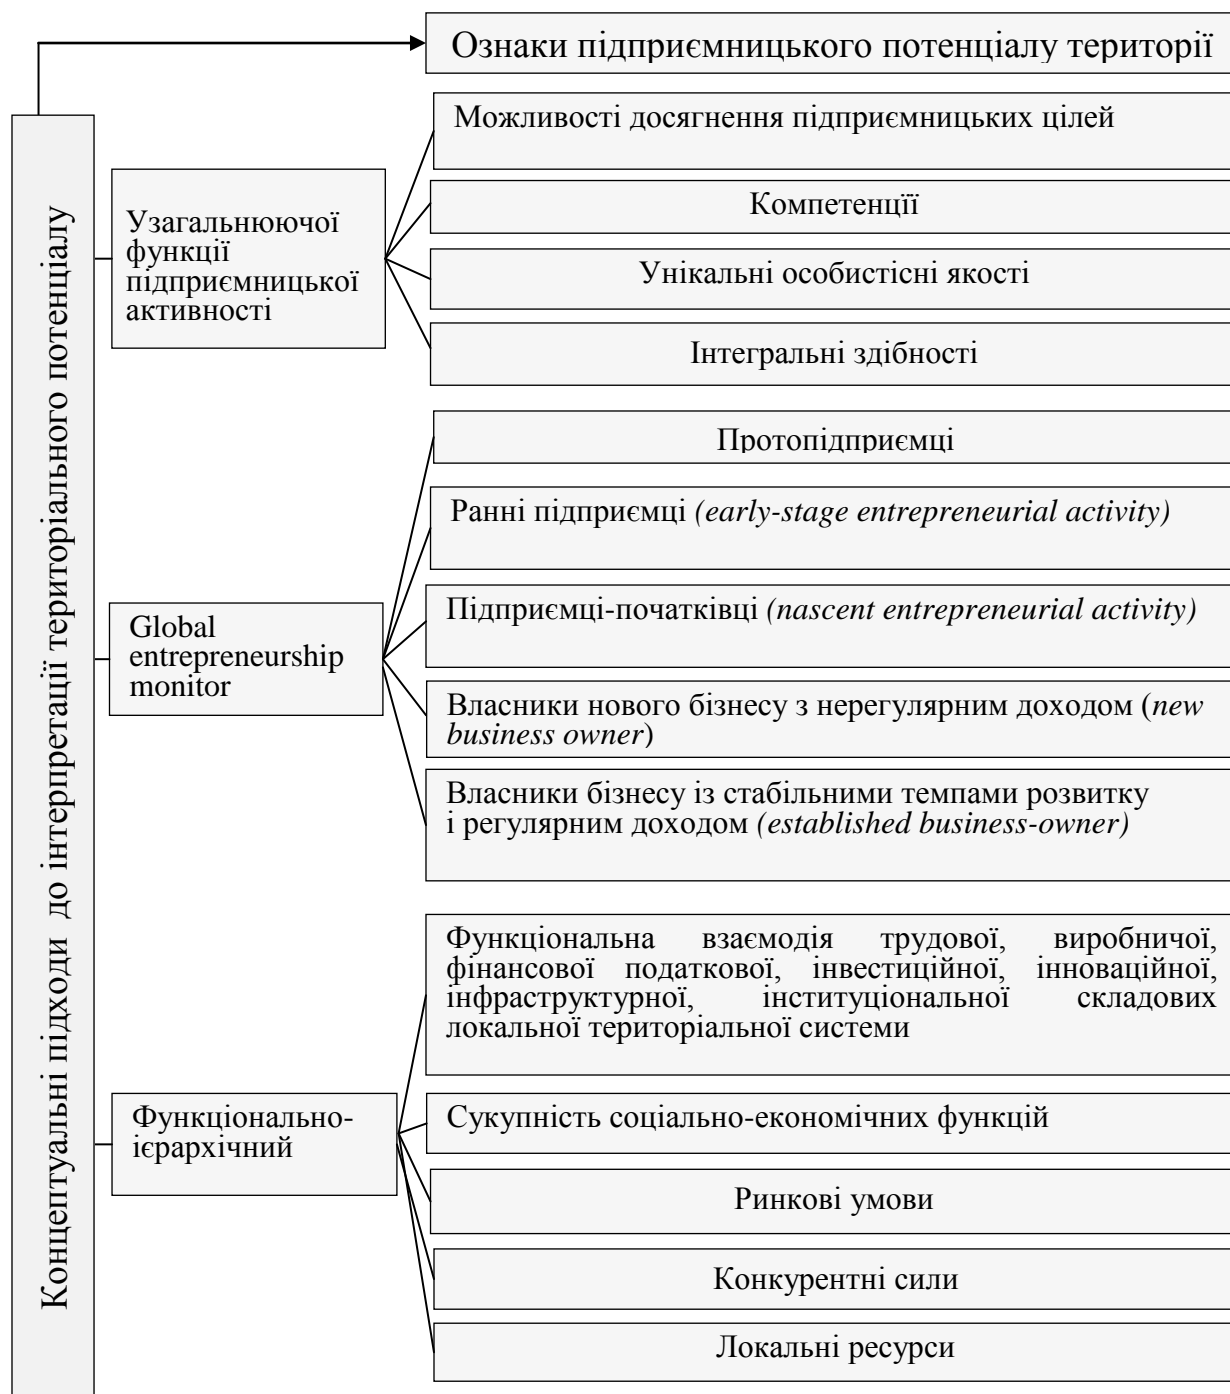 Ознаки підприємницького потенціалу території
Концептуальні підходи до інтерпретації територіального потенціалу
Узагальнюючої
функції
підприємницької
активності
Можливості досягнення підприємницьких цілей
Компетенції
Унікальні особистісні якості
Інтегральні здібності
Global
entrepreneurship
monitor
Протопідприємці
Ранні підприємці (early-stage entrepreneurial activity)
Підприємці-початківці (nascent entrepreneurial activity)
Власники нового бізнесу з нерегулярним доходом (new
business owner)
Власники бізнесу із стабільними темпами розвитку
і регулярним доходом (established business-owner)
Функціонально-
ієрархічний
Функціональна взаємодія трудової, виробничої,
фінансової податкової, інвестиційної, інноваційної,
інфраструктурної, інституціональної складових
локальної територіальної системи
Сукупність соціально-економічних функцій
Ринкові умови
Конкурентні сили
Локальні ресурси